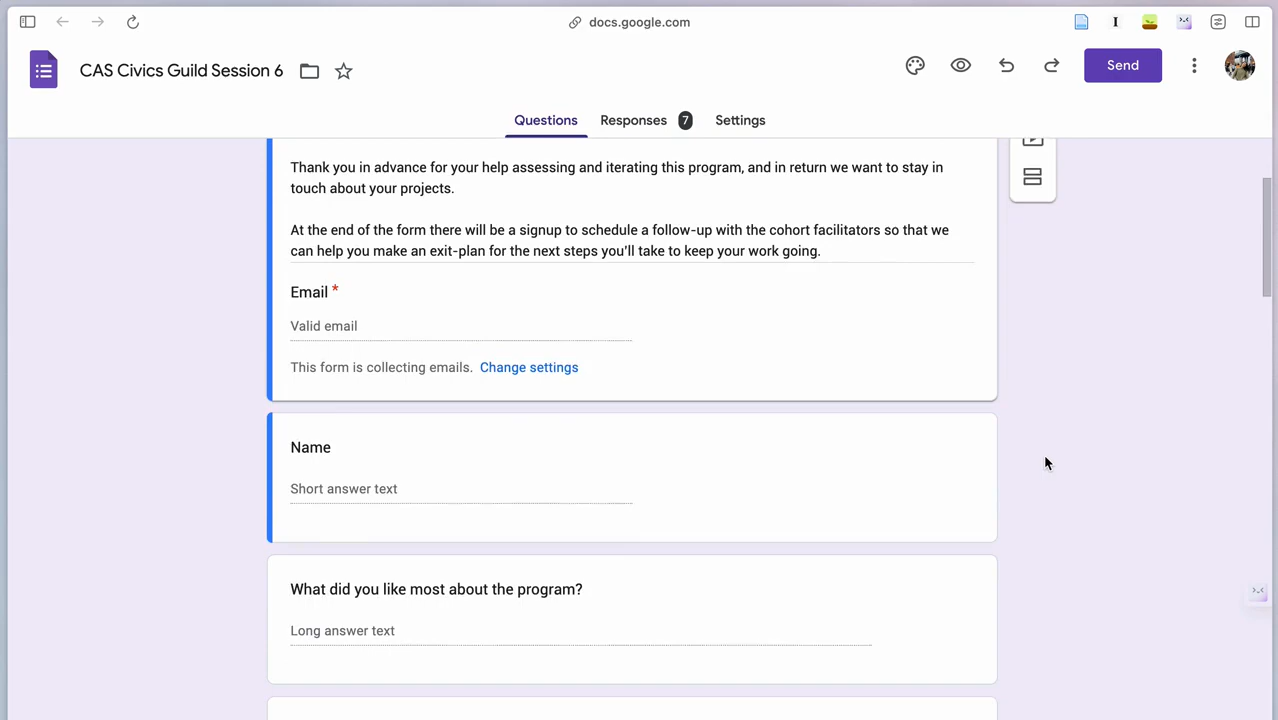 docs.google.com
CAS Civics Guild Session 6
Send
Questions
Responses 7
Settings
Thank you in advance for your help assessing and iterating this program, and in return we want to stay in
touch about your projects.
At the end of the form there will be a signup to schedule a follow-up with the cohort facilitators so that we
can help you make an exit-plan for the next steps you'll take to keep your work going.
Email *
Valid email
This form is collecting emails. Change settings
Name
Short answer text
What did you like most about the program?
Long answer text